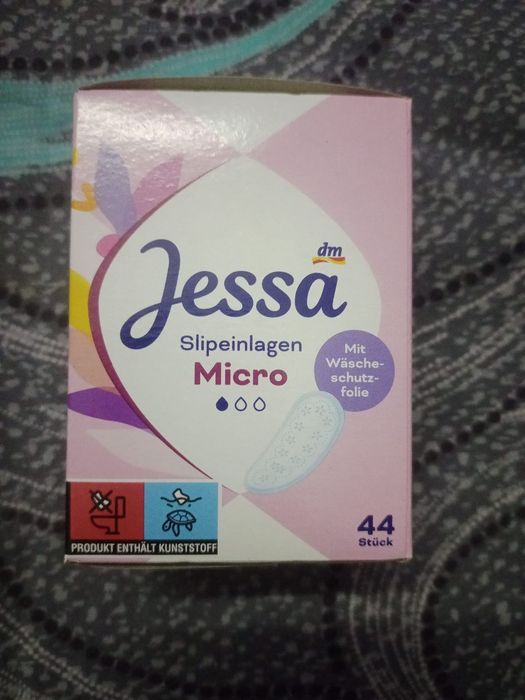 dm
Jessa
Slipeinlagen
Micro
Mit
Wäsche-
schutz-
folie
44
Stück
PRODUKT ENTHÄLT KUNSTSTOFF